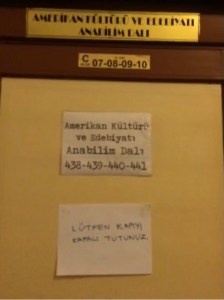 AMERİKAN KÜLTÜRÜ VE EDEBİYATI
ANABİLİM DALI
C
07-08-09-10
Amerikan Kültürü
ve Edebiyatı
Anabilim Dalı
438-439-440-441
LÜTFEN KAPIYI
KAPALI TUTUNUZ